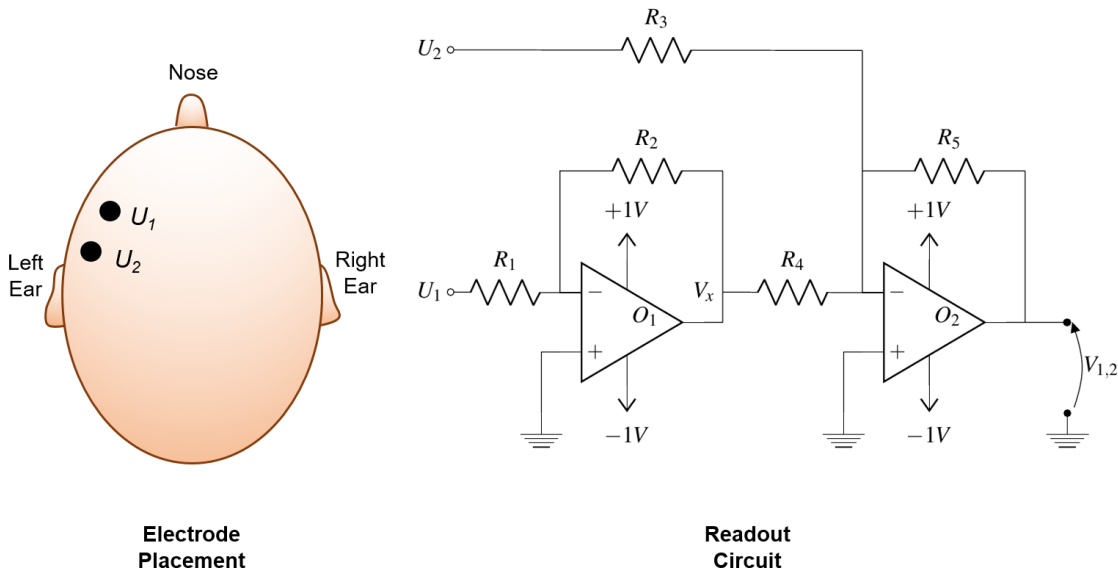 Nose
U1
U2
Left
Ear
Right
Ear
Electrode
Placement
U2
R3
R2
R5
+1V
+1V
R1
R4
U1
Vx
−
−
O1
O2
+
+
V1,2
−1V
−1V
Readout
Circuit